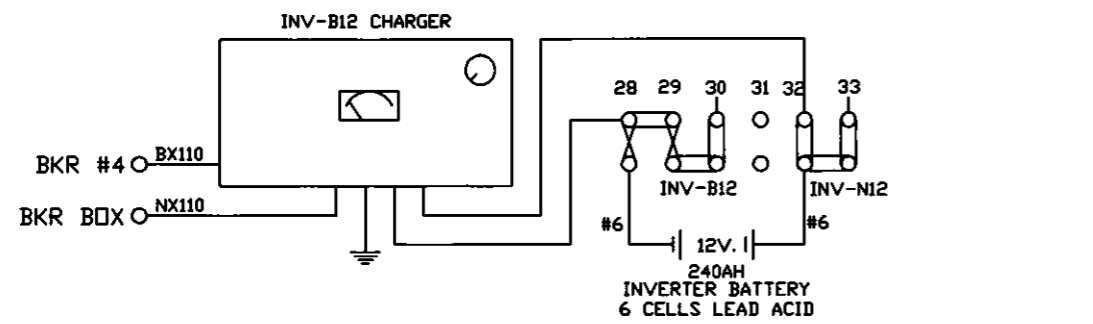 INV-B12 CHARGER
28 29 30 31 32 33
BX110
BKR #4
INV-B12
INV-N12
NX110
BKR BOX
#6
12V.
#6
240AH
INVERTER BATTERY
6 CELLS LEAD ACID